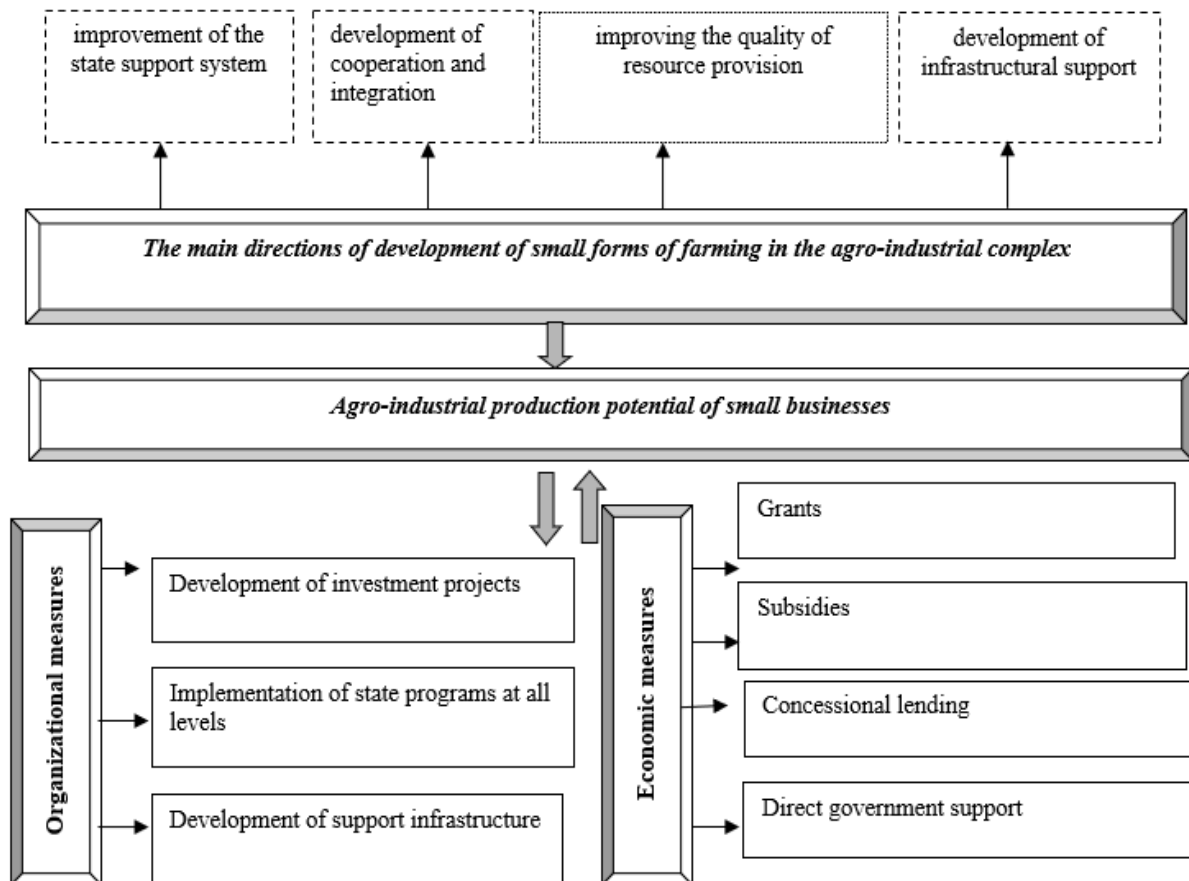 improvement of the
state support system
development of
cooperation and
integration
improving the quality of
resource provision
development of
infrastructural support
The main directions of development of small forms of farming in the agro-industrial complex
Agro-industrial production potential of small businesses
Organizational measures
Development of investment projects
Implementation of state programs at all
levels
Development of support infrastructure
Economic measures
Grants
Subsidies
Concessional lending
Direct government support